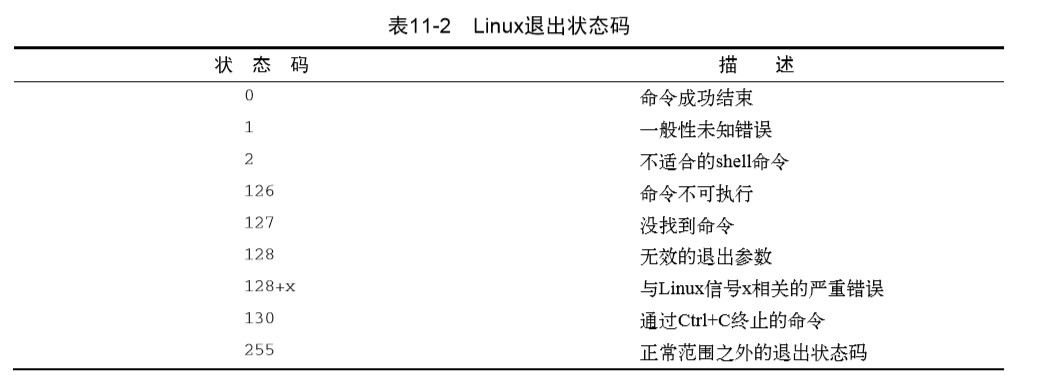 表11-2 Linux退出状态码
状 态 码 描 述
0 命令成功结束
1 一般性未知错误
2 不适合的shell命令
126 命令不可执行
127 没找到命令
128 无效的退出参数
128+x 与Linux信号x相关的严重错误
130 通过Ctrl+C终止的命令
255 正常范围之外的退出状态码